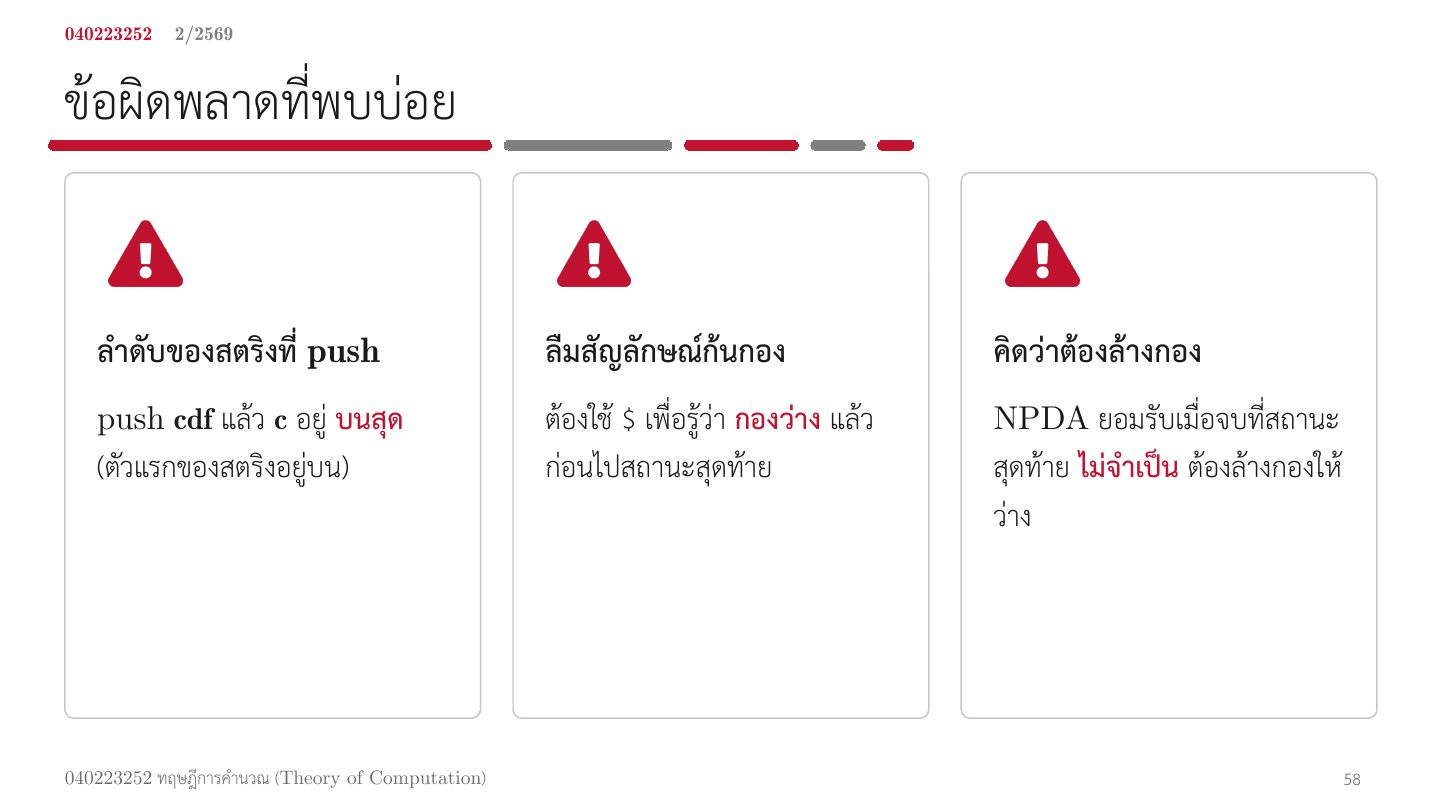 040223252 2/2569
ข้อผิดพลาดที่พบบ่อย
ลำดับของสตริงที่ push
push cdf แล้ว c อยู่ บนสุด
(ตัวแรกของสตริงอยู่บน)
ลืมสัญลักษณ์ก้นกอง
ต้องใช้ $ เพื่อรู้ว่า กองว่าง แล้ว
ก่อนไปสถานะสุดท้าย
คิดว่าต้องล้างกอง
NPDA ยอมรับเมื่อจบที่สถานะ
สุดท้าย ไม่จำเป็น ต้องล้างกองให้
ว่าง
040223252 ทฤษฎีการคำนวณ (Theory of Computation)
58